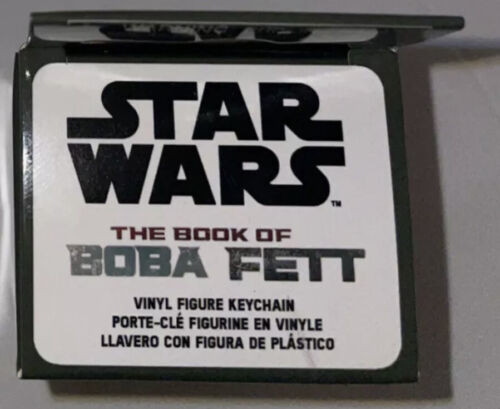 STAR
WARS
™
THE BOOK OF
BOBA FETT
VINYL FIGURE KEYCHAIN
PORTE-CLÉ FIGURINE EN VINYLE
LLAVERO CON FIGURA DE PLÁSTICO